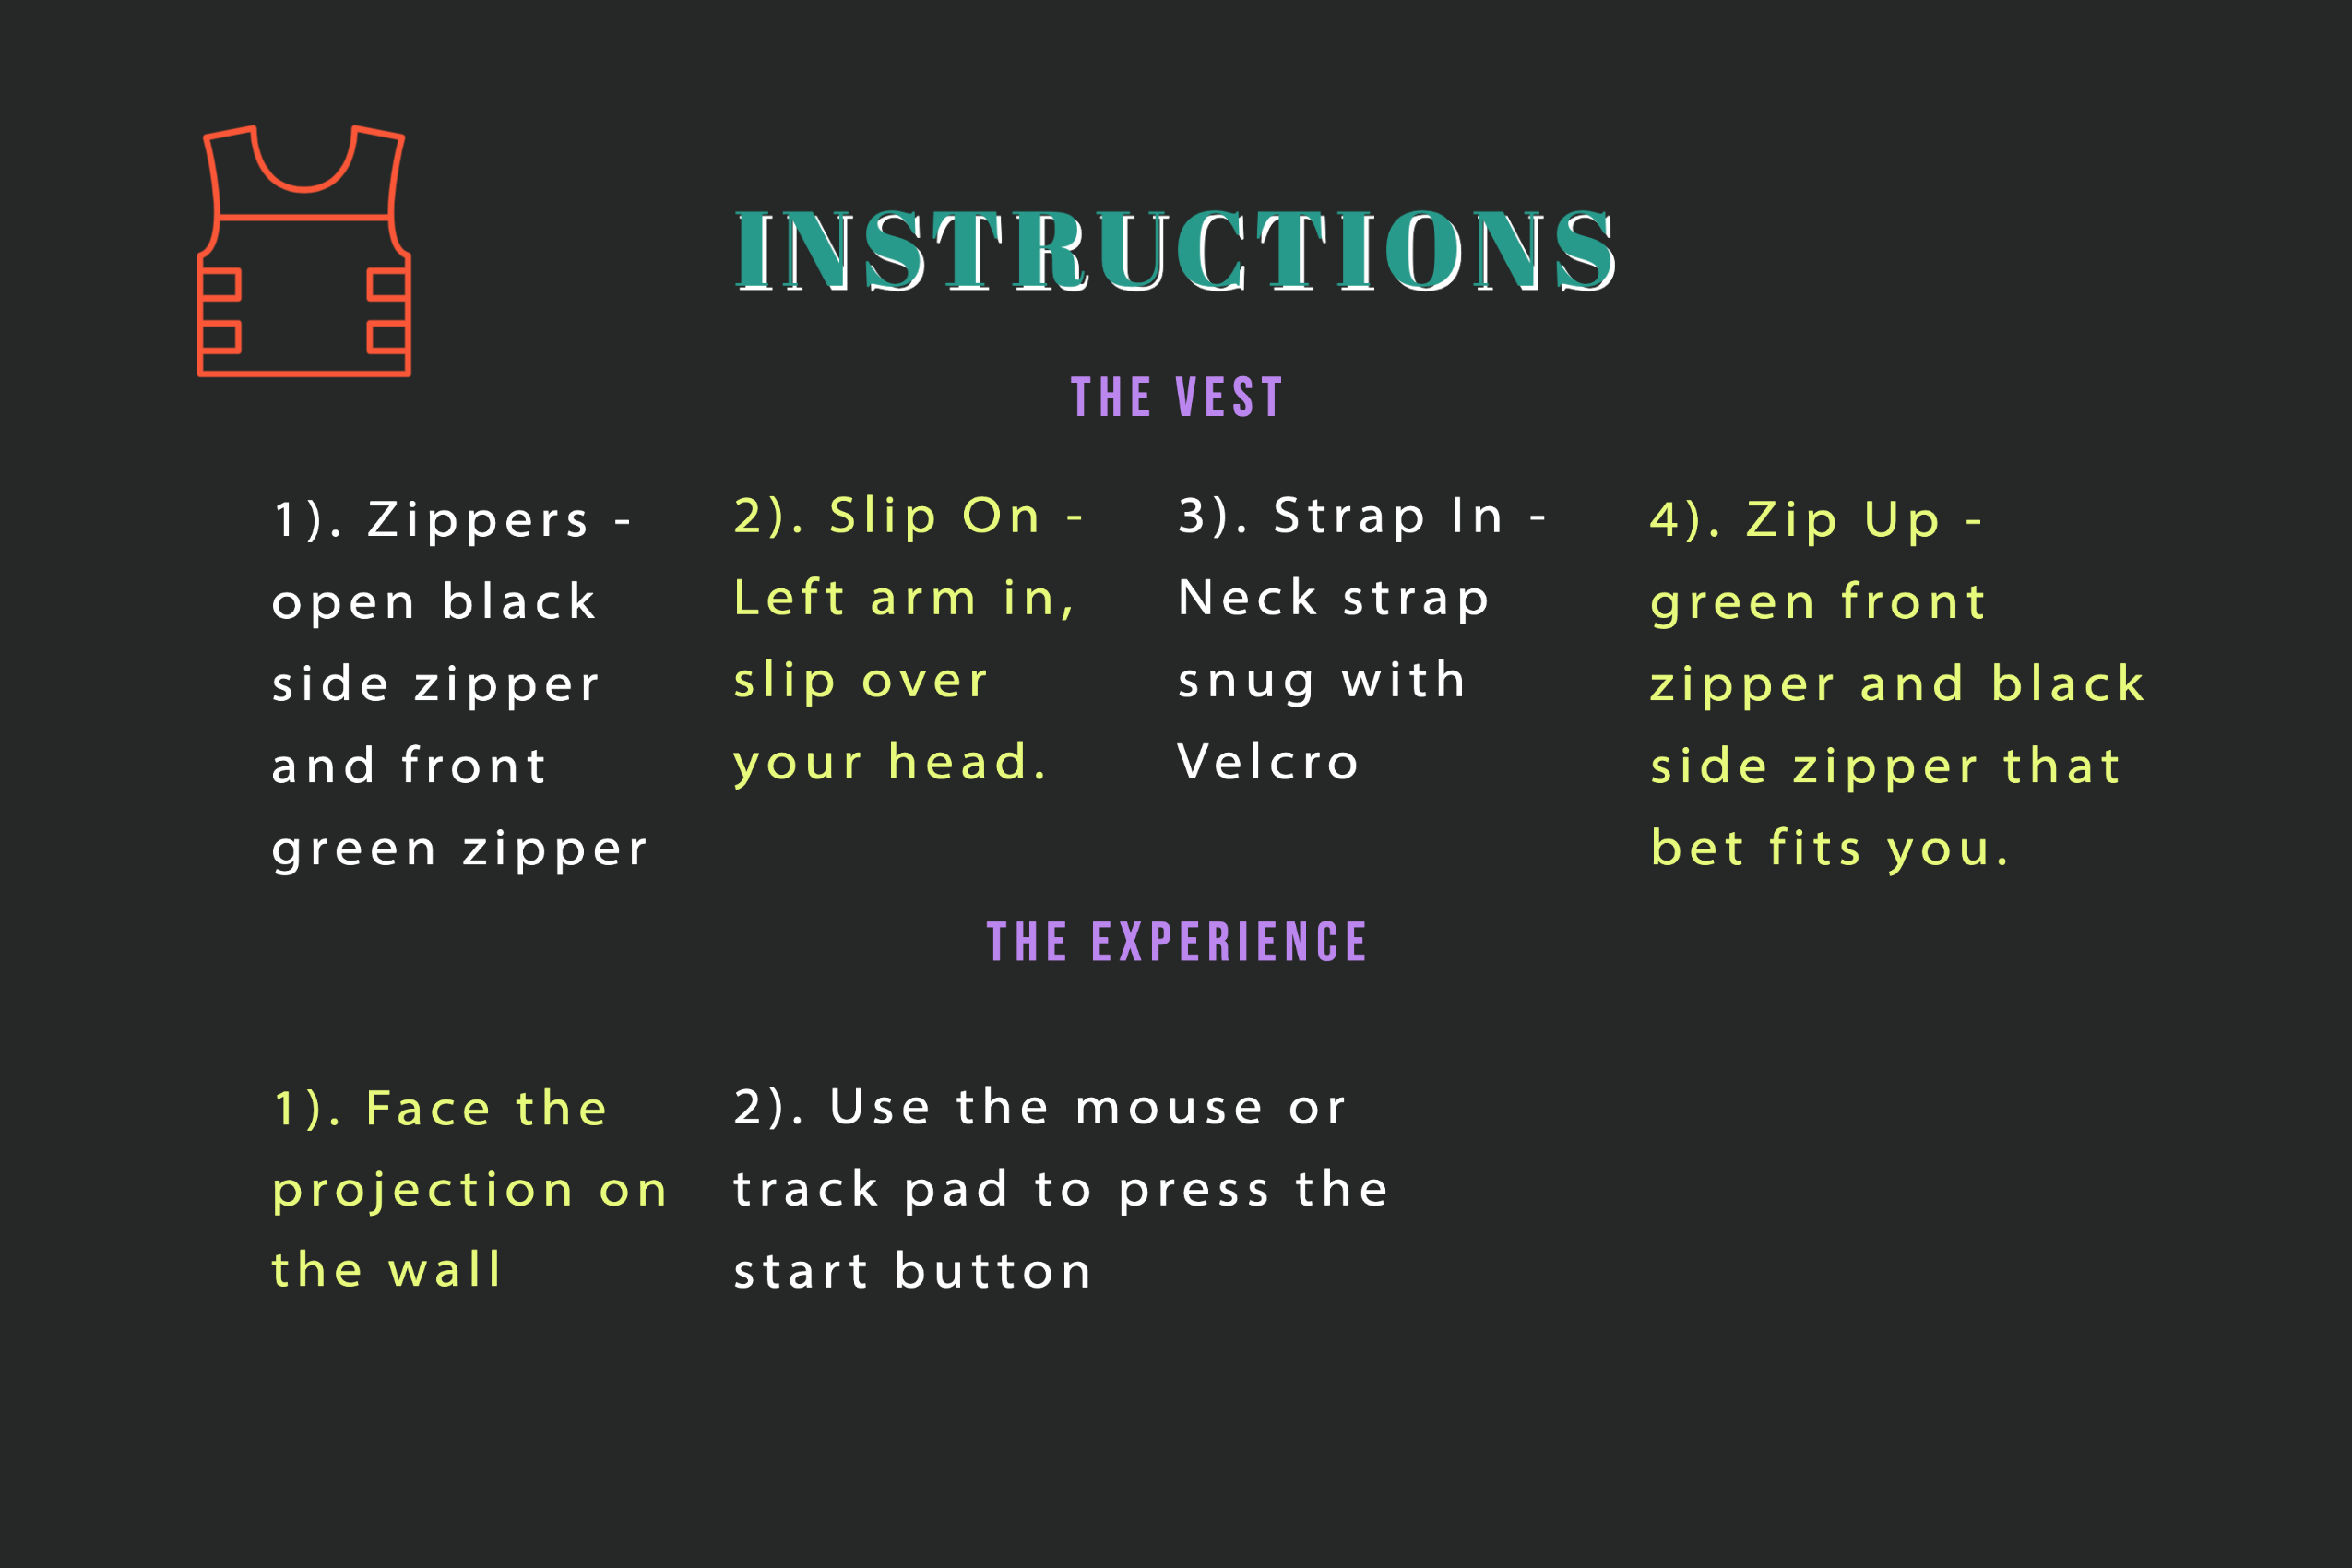 INSTRUCTIONS
THE VEST
1). Zippers -
open black
side zipper
and front
green zipper
2). Slip On -
Left arm in,
slip over
your head.
3). Strap In -
Neck strap
snug with
Velcro
4). Zip Up -
green front
zipper and black
side zipper that
bet fits you.
THE EXPERIENCE
1). Face the
projection on
the wall
2). Use the mouse or
track pad to press the
start button